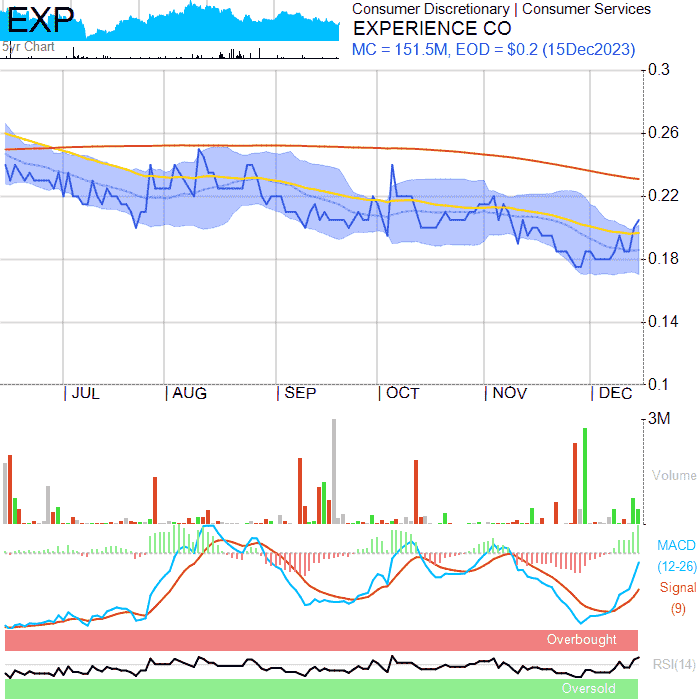 EXP
5yr Chart
Consumer Discretionary | Consumer Services
EXPERIENCE CO
MC = 151.5M, EOD = $0.2 (15Dec2023)
0.3
0.26
0.22
0.18
0.14
0.1
| JUL | AUG | SEP | OCT | NOV | DEC
3M
Volume
MACD
(12-26)
Signal
(9)
Overbought
RSI(14)
Oversold